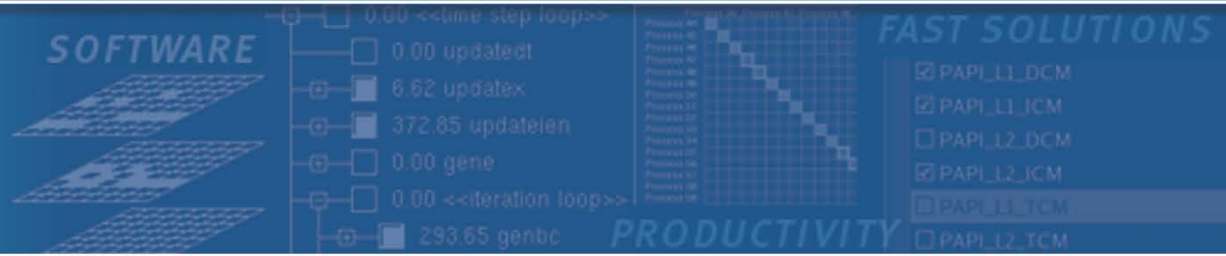 SOFTWARE
0.00 <<time step loop>>
0.00 updatedt
6.62 updatex
372.85 updateien
0.00 gene
0.00 <<iteration loop>>
293.65 genbc
PRODUCTIVITY
FAST SOLUTIONS
PAPI_L1_DCM
PAPI_L1_ICM
PAPI_L2_DCM
PAPI_L2_ICM
PAPI_L1_TCM
PAPI_L2_TCM